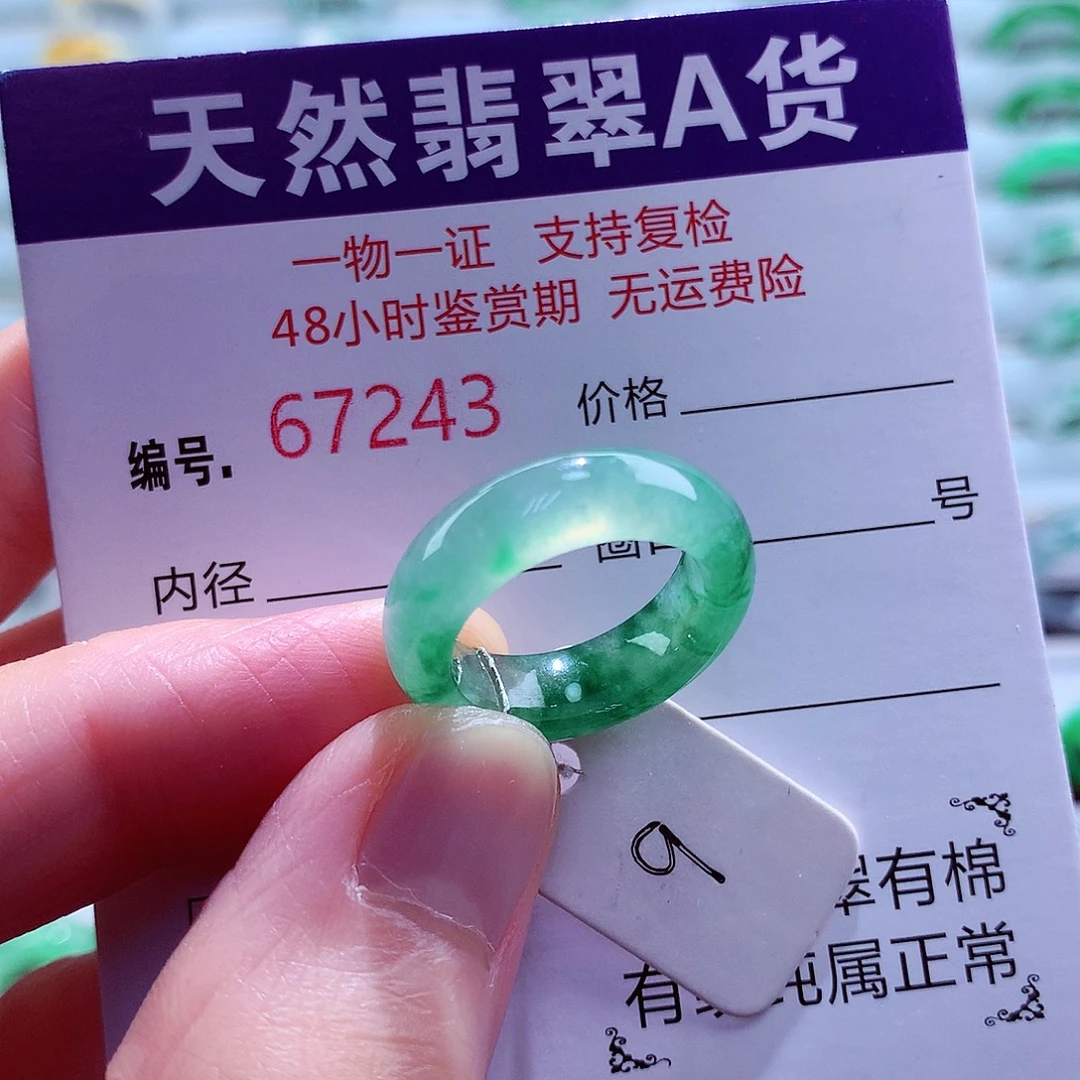 天然翡翠A货
一物一证 支持复检
48小时鉴赏期 无运费险
编号. 67243 价格
内径 号
9
有棉
有 纯属正常